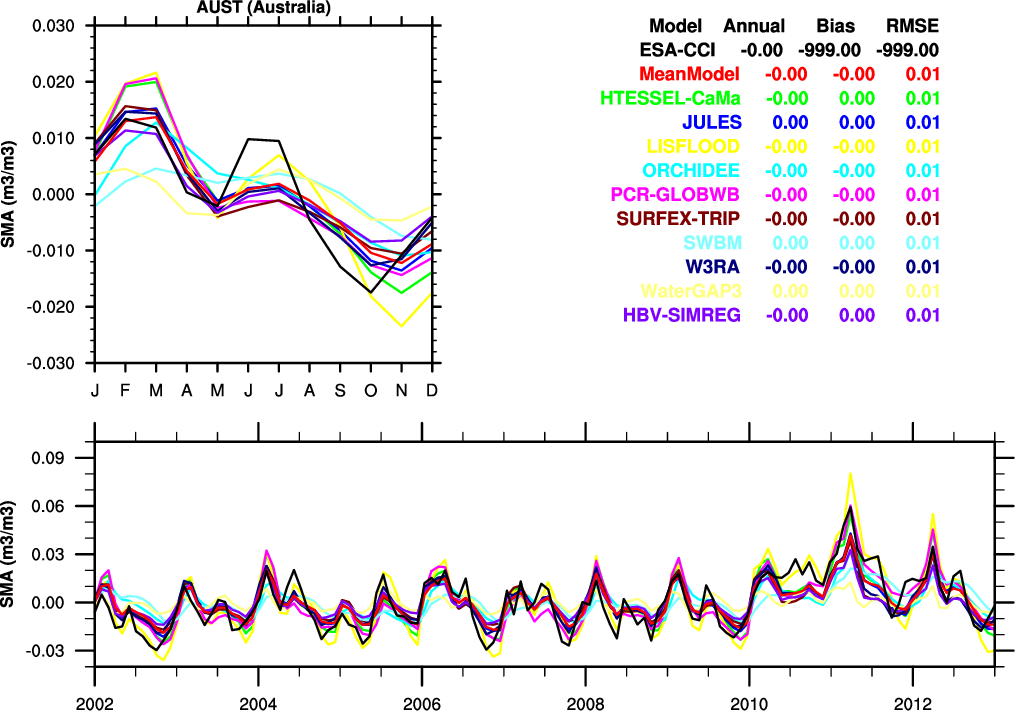 AUST (Australia)
Model Annual Bias RMSE
ESA-CCI -0.00 -999.00 -999.00
MeanModel -0.00 -0.00 0.01
HTESSEL-CaMa -0.00 0.00 0.01
JULES 0.00 0.00 0.01
LISFLOOD 0.00 0.00 0.01
ORCHIDEE -0.00 -0.00 0.01
PCR-GLOBWB -0.00 -0.00 0.01
SURFEX-TRIP -0.00 -0.00 0.01
SWBM 0.00 0.00 0.01
W3RA -0.00 -0.00 0.01
WaterGAP3 0.00 0.00 0.01
HBV-SIMREG -0.00 0.00 0.01
SMA (m3/m3)
0.030
0.020
0.010
0.000
-0.010
-0.020
-0.030
J F M A M J J A S O N D
SMA (m3/m3)
0.09
0.06
0.03
0.00
-0.03
2002 2004 2006 2008 2010 2012